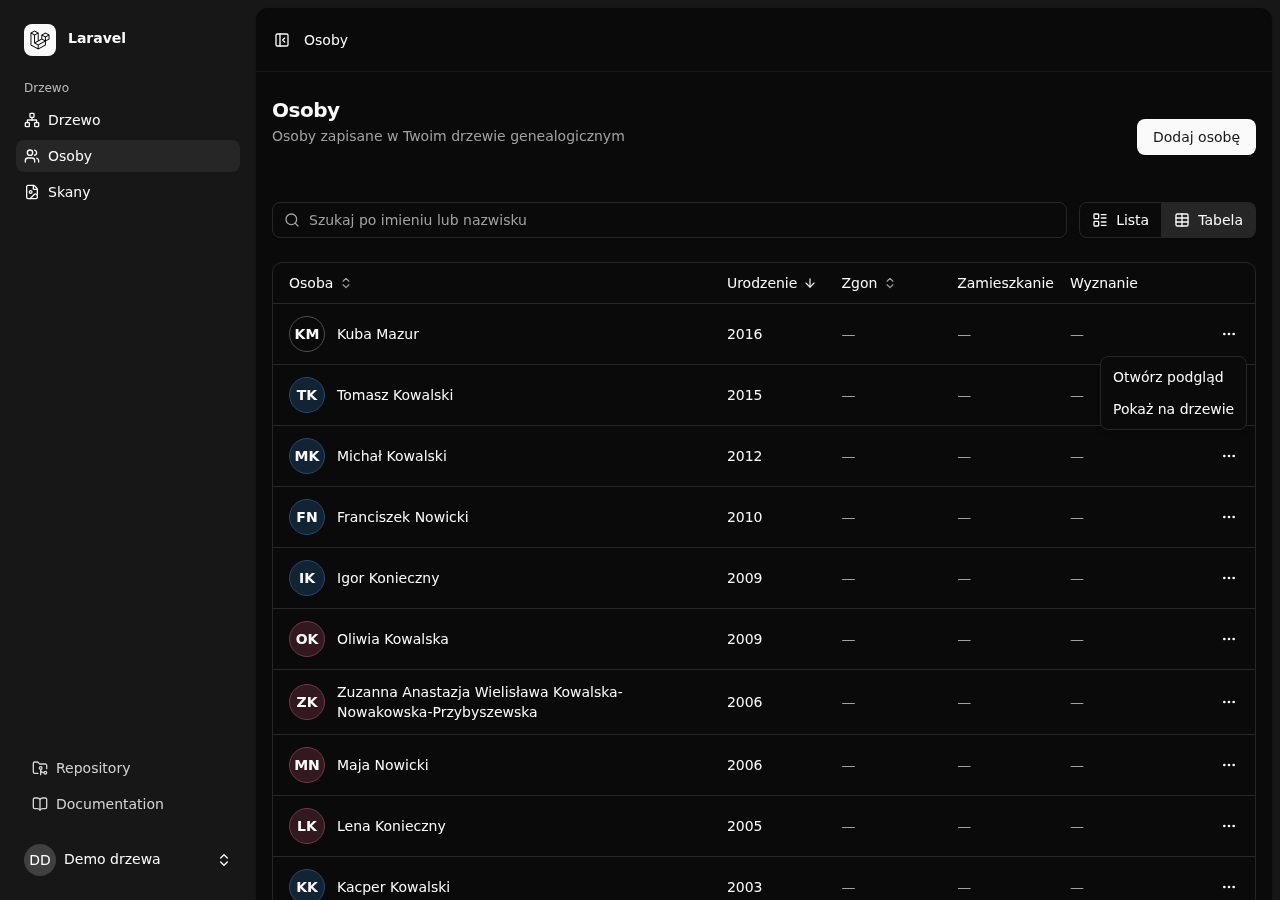 Laravel
Drzewo
Drzewo
Osoby
Skany
Repository
Documentation
DD Demo drzewa
Osoby
Osoby
Osoby zapisane w Twoim drzewie genealogicznym
Dodaj osobę
Szukaj po imieniu lub nazwisku
Lista Tabela
Osoba Urodzenie Zgon Zamieszkanie Wyznanie
KM Kuba Mazur 2016 — — —
Otwórz podgląd
Pokaż na drzewie
TK Tomasz Kowalski 2015 — — —
MK Michał Kowalski 2012 — — —
FN Franciszek Nowicki 2010 — — —
IK Igor Konieczny 2009 — — —
OK Oliwia Kowalska 2009 — — —
ZK Zuzanna Anastazja Wielisława Kowalska-
Nowakowska-Przybyszewska 2006 — — —
MN Maja Nowicki 2006 — — —
LK Lena Konieczny 2005 — — —
KK Kacper Kowalski 2003 — — —